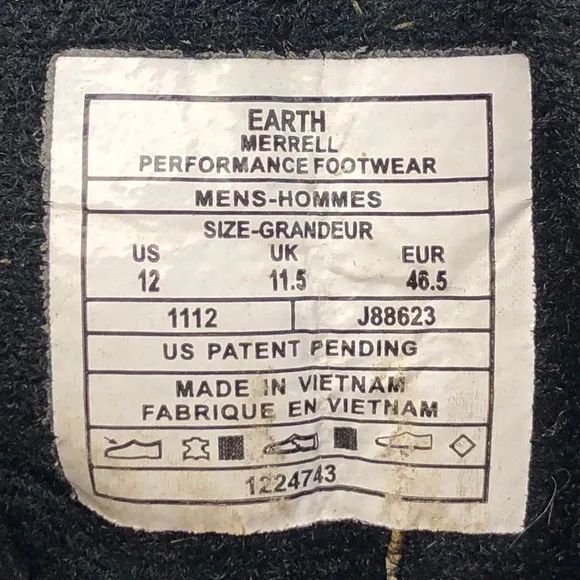 EARTH
MERRELL
PERFORMANCE FOOTWEAR
MENS-HOMMES
SIZE-GRANDEUR
US UK EUR
12 11.5 46.5
1112 J88623
US PATENT PENDING
MADE IN VIETNAM
FABRIQUE EN VIETNAM
1224743